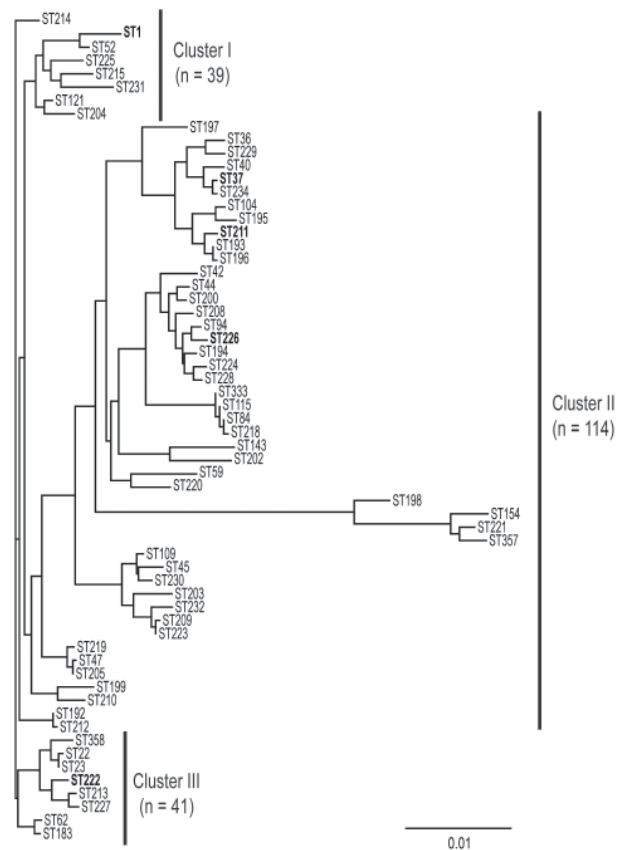 ST214
ST1
ST52
ST225
ST215
ST231
ST121
ST204
Cluster I
(n = 39)
ST197
ST36
ST229
ST40
ST37
ST234
ST104
ST195
ST211
ST193
ST196
ST42
ST44
ST200
ST208
ST94
ST226
ST194
ST224
ST228
ST333
ST115
ST84
ST218
ST143
ST202
ST59
ST220
ST198
ST154
ST221
ST357
ST109
ST45
ST230
ST203
ST232
ST209
ST223
ST219
ST47
ST205
ST199
ST210
ST192
ST212
Cluster II
(n = 114)
ST358
ST22
ST23
ST222
ST213
ST227
ST62
ST183
Cluster III
(n = 41)
0.01